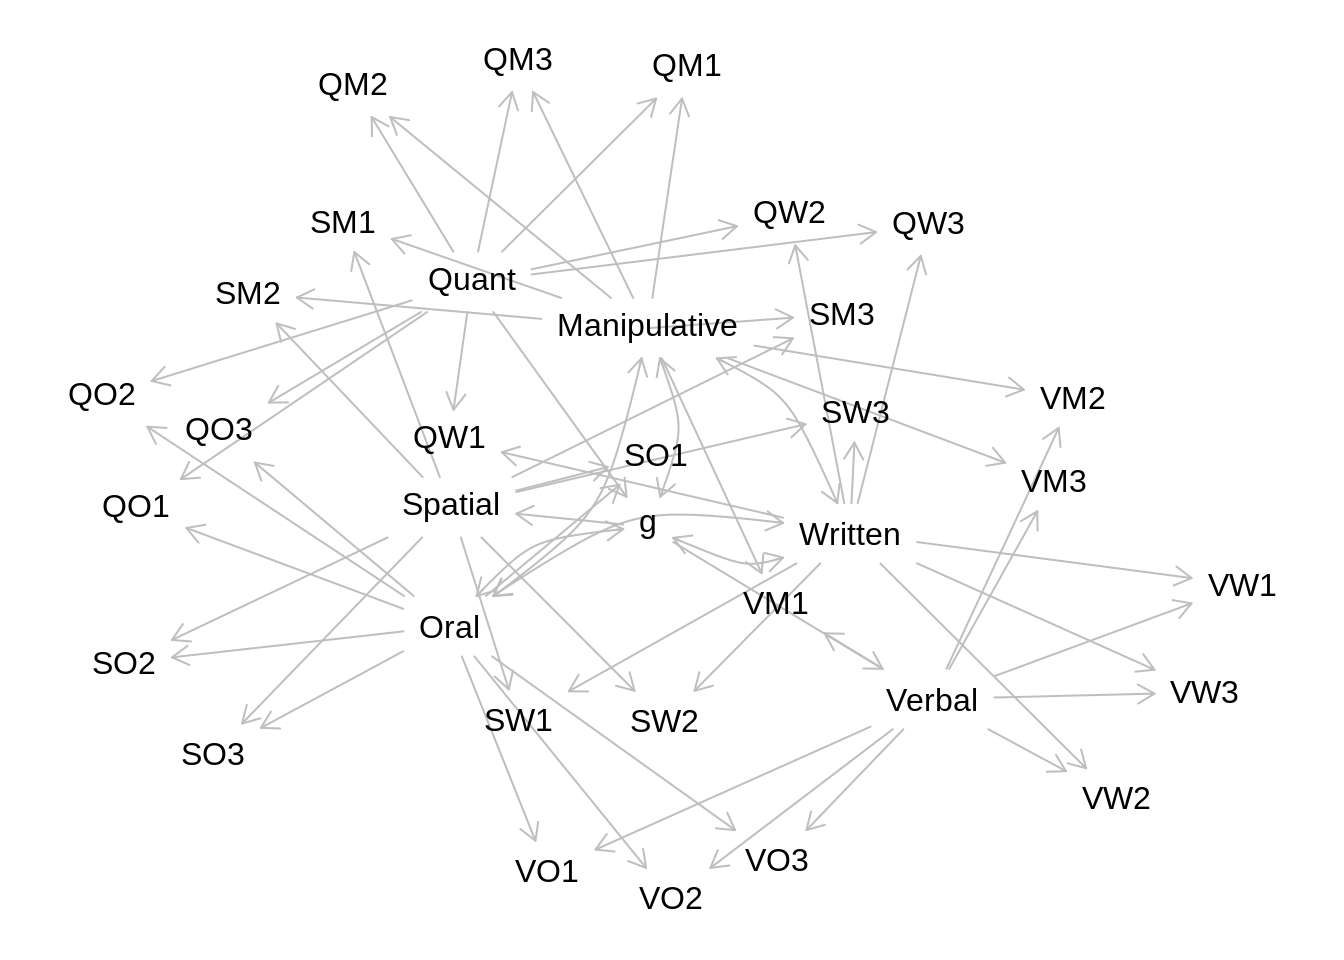 QM3
QM1
QM2
QW2
SM1
QW3
Quant
SM2
SM3
Manipulative
QO2
VM2
SW3
QO3
QW1
SO1
VM3
Spatial
QO1
g
Written
VW1
VM1
Oral
SO2
VW3
Verbal
SW1
SW2
SO3
VW2
VO3
VO1
VO2